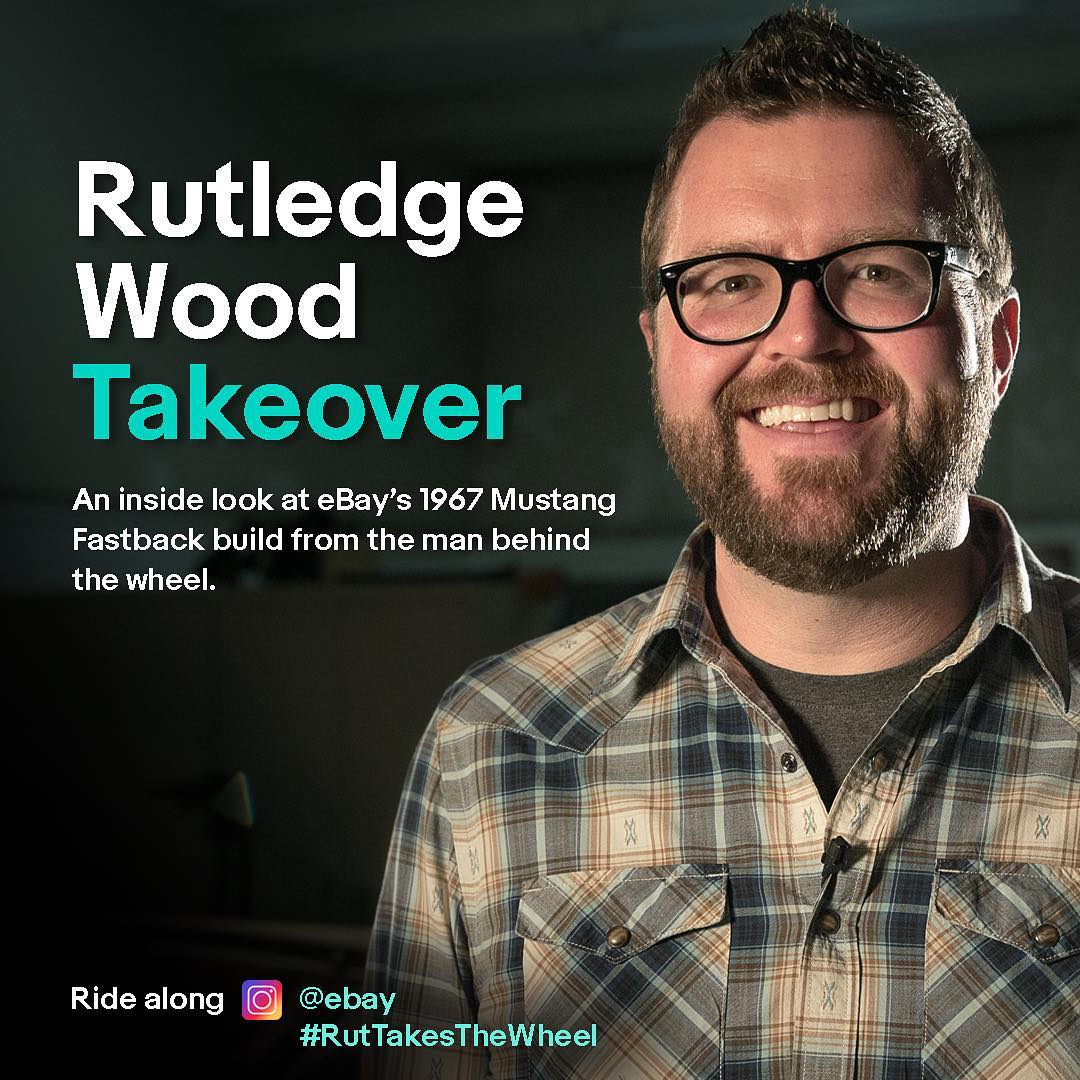 Rutledge
Wood
Takeover
An inside look at eBay's 1967 Mustang
Fastback build from the man behind
the wheel.
Ride along @ebay
#RutTakesTheWheel